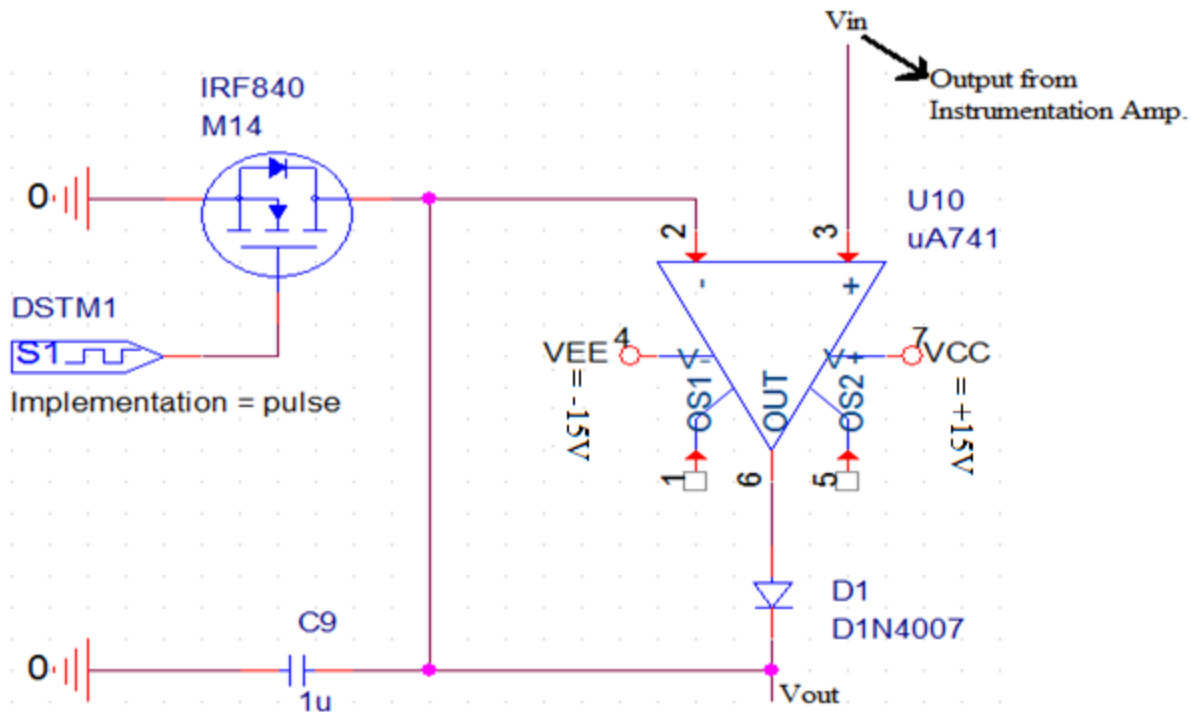 Vin
Output from
Instrumentation Amp.
IRF840
M14
0
U10
uA741
2
3
-
+
DSTM1
S1
Implementation = pulse
VEE
4
V-
V+
7
VCC
= -15V
OS1
OUT
OS2
= +15V
1
6
5
D1
D1N4007
C9
0
1u
Vout